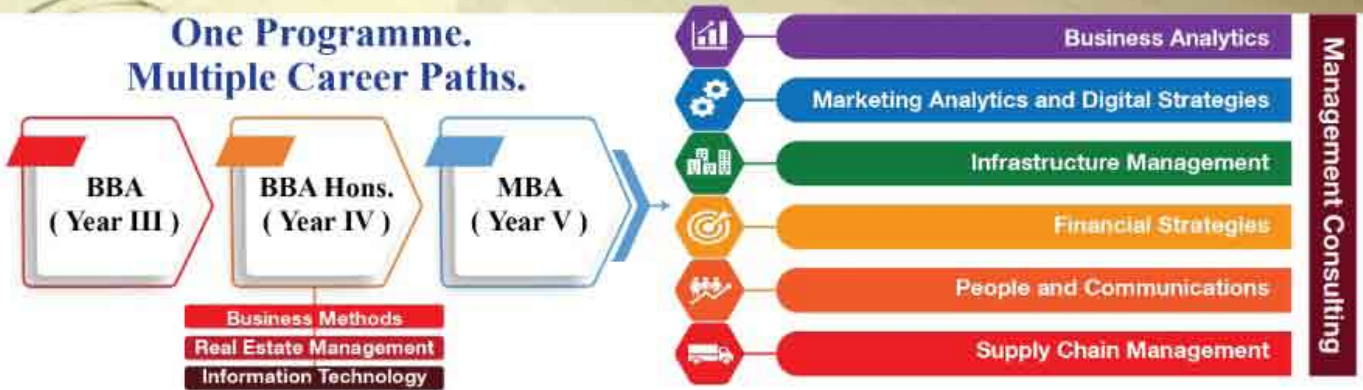 One Programme.
Multiple Career Paths.
BBA
( Year III )
BBA Hons.
( Year IV )
MBA
( Year V )
Business Methods
Real Estate Management
Information Technology
Business Analytics
Marketing Analytics and Digital Strategies
Infrastructure Management
Financial Strategies
People and Communications
Supply Chain Management
Management Consulting